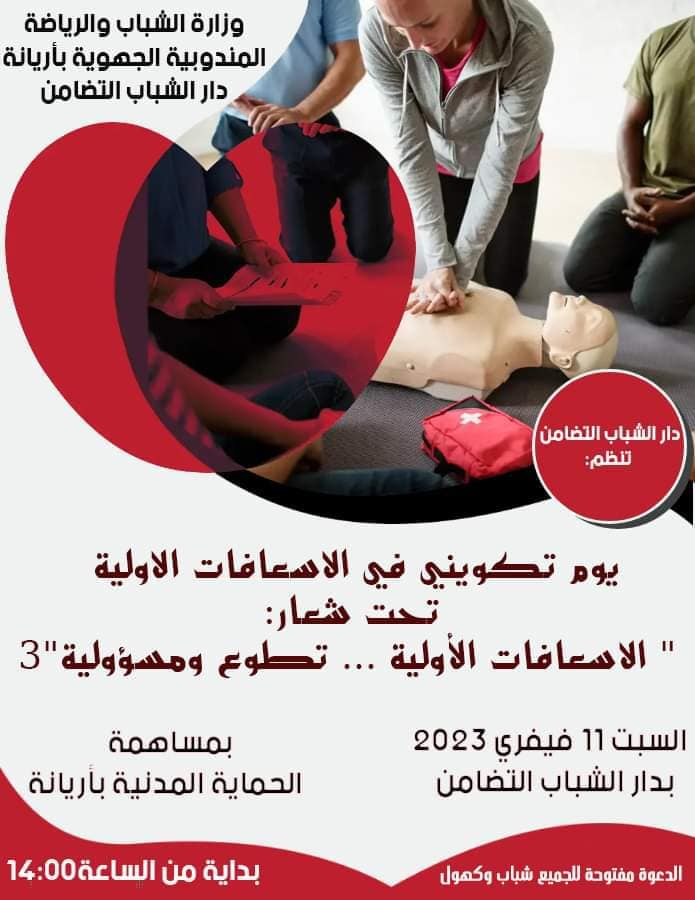 وزارة الشباب والرياضة
المندوبية الجهوية بأريانة
دار الشباب التضامن
دار الشباب التضامن
تنظم:
يوم تكويني في الاسعافات الاولية
تحت شعار:
" الاسعافات الأولية ... تطوع ومسؤولية"3
السبت 11 فيفري 2023
بدار الشباب التضامن
بمساهمة
الحماية المدنية بأريانة
الدعوة مفتوحة للجميع شباب وكهول
بداية من الساعة14:00